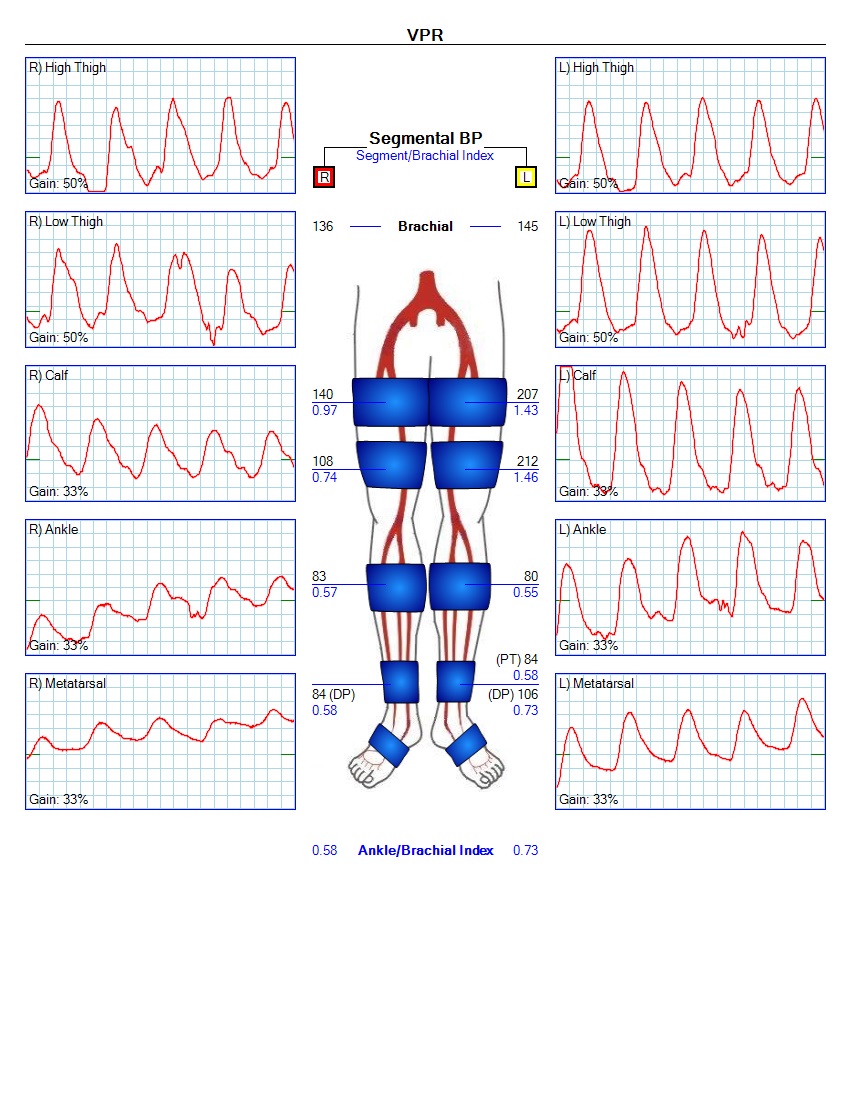 VPR
R) High Thigh
Gain: 50%
R) Low Thigh
Gain: 50%
R) Calf
Gain: 33%
R) Ankle
Gain: 33%
R) Metatarsal
Gain: 33%
Segmental BP
Segment/Brachial Index
R
L
136 Brachial 145
140 207
0.97 1.43
108 212
0.74 1.46
83 80
0.57 0.55
(PT) 84
0.58
84 (DP) (DP) 106
0.58 0.73
0.58 Ankle/Brachial Index 0.73
L) High Thigh
Gain: 50%
L) Low Thigh
Gain: 50%
L) Calf
Gain: 33%
L) Ankle
Gain: 33%
L) Metatarsal
Gain: 33%